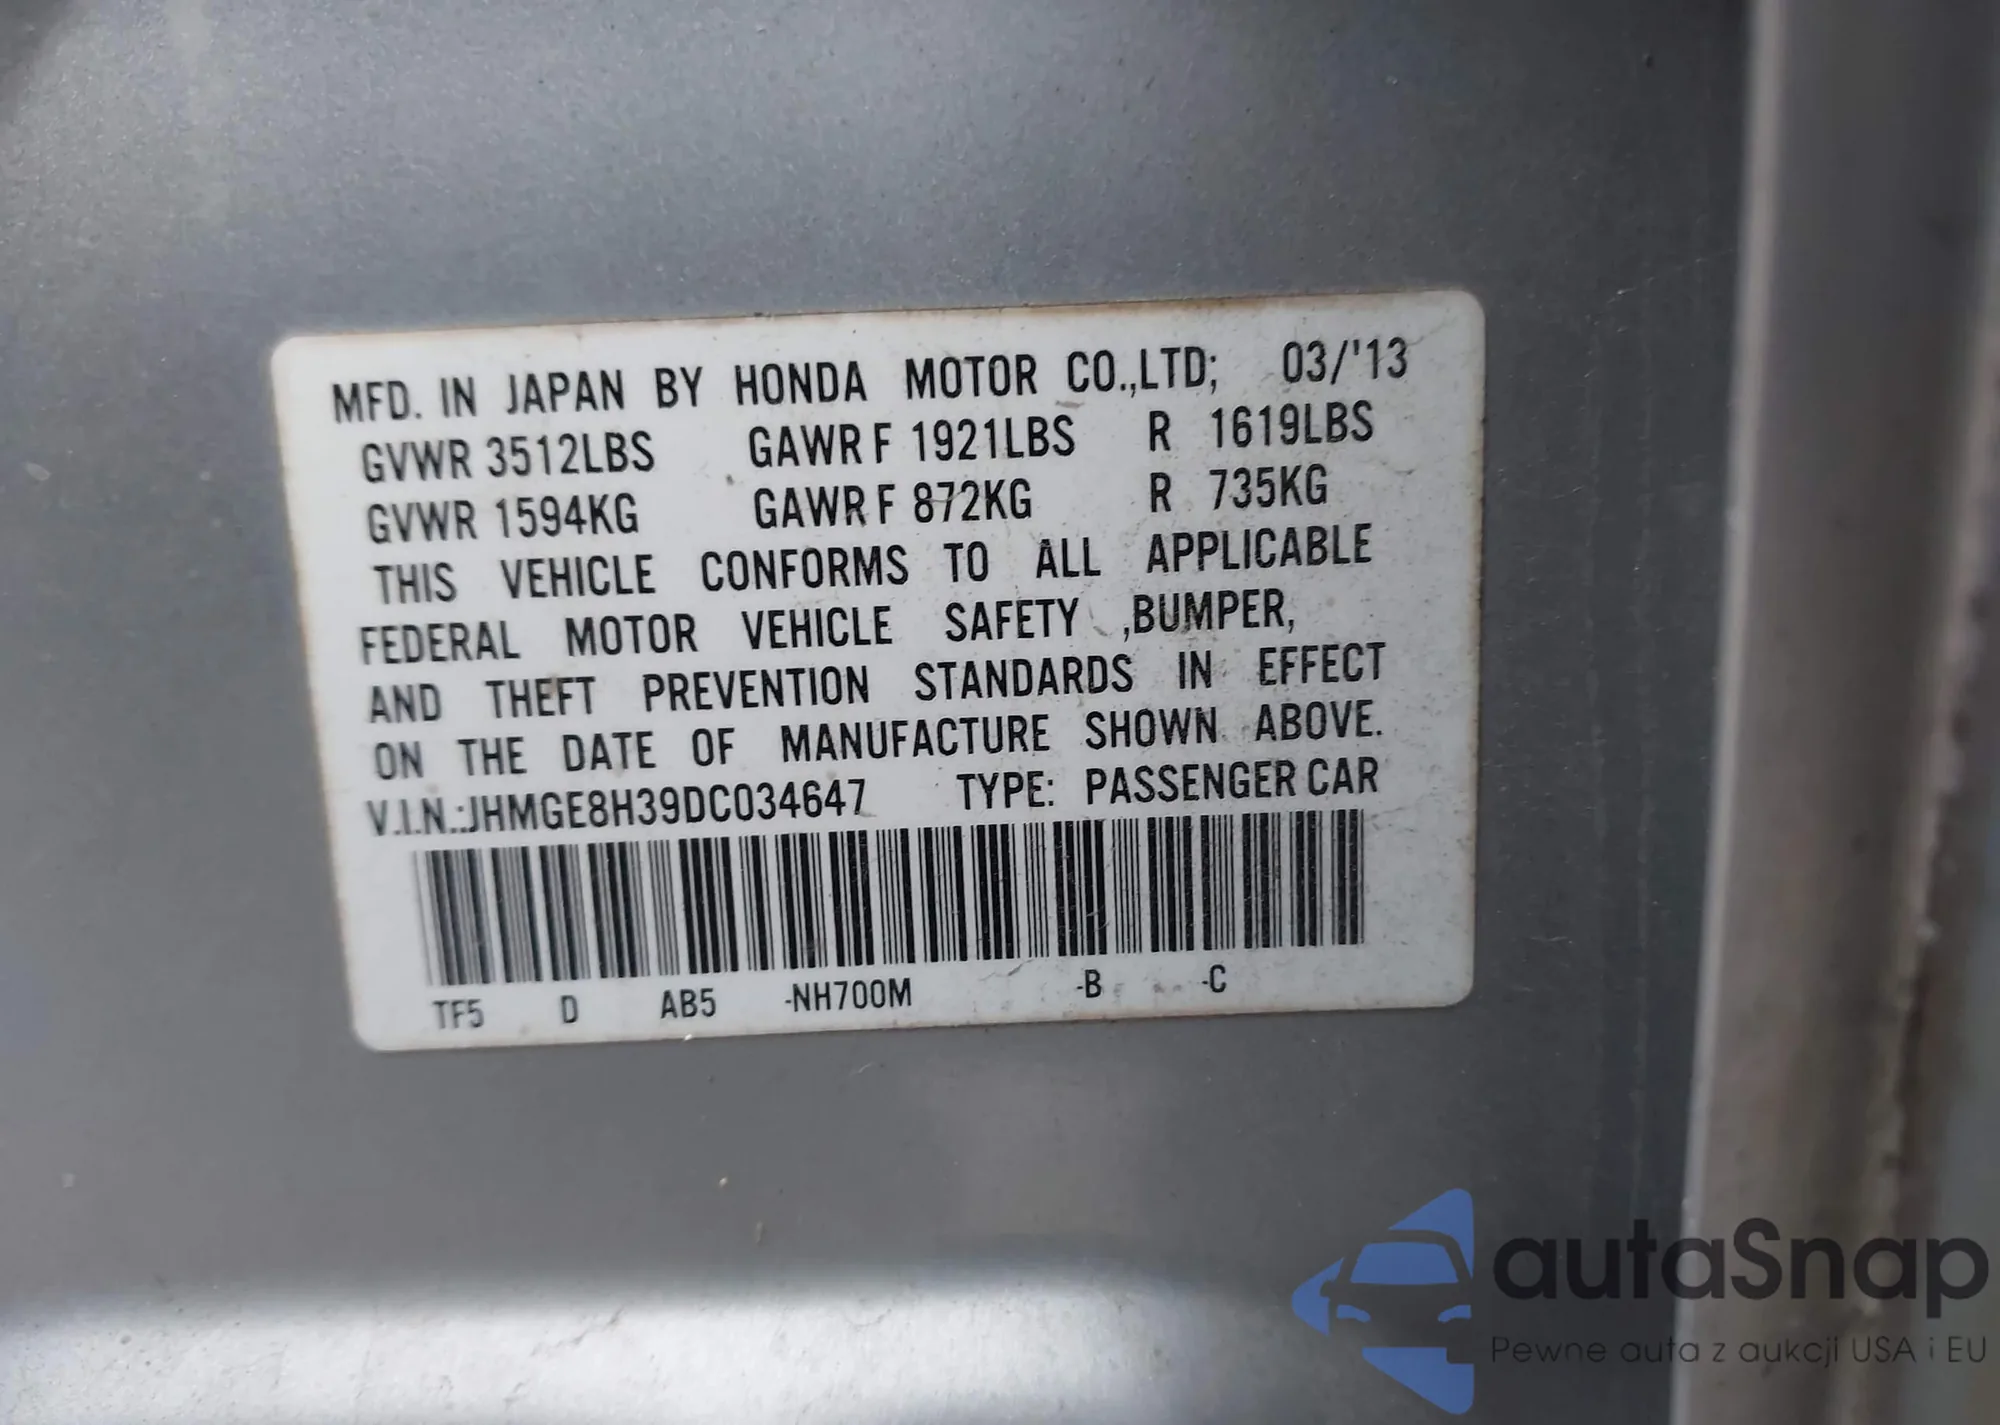 MFD. IN JAPAN BY HONDA MOTOR CO.,LTD; 03/'13
GVWR 3512LBS GAWR F 1921LBS R 1619LBS
GVWR 1594KG GAWR F 872KG R 735KG
THIS VEHICLE CONFORMS TO ALL APPLICABLE
FEDERAL MOTOR VEHICLE SAFETY ,BUMPER,
AND THEFT PREVENTION STANDARDS IN EFFECT
ON THE DATE OF MANUFACTURE SHOWN ABOVE.
V.I.N.:JHMGE8H39DC034647 TYPE: PASSENGER CAR
TF5 D AB5 -NH700M -B -C
autaSnap
Pewne auta z aukcji USA i EU